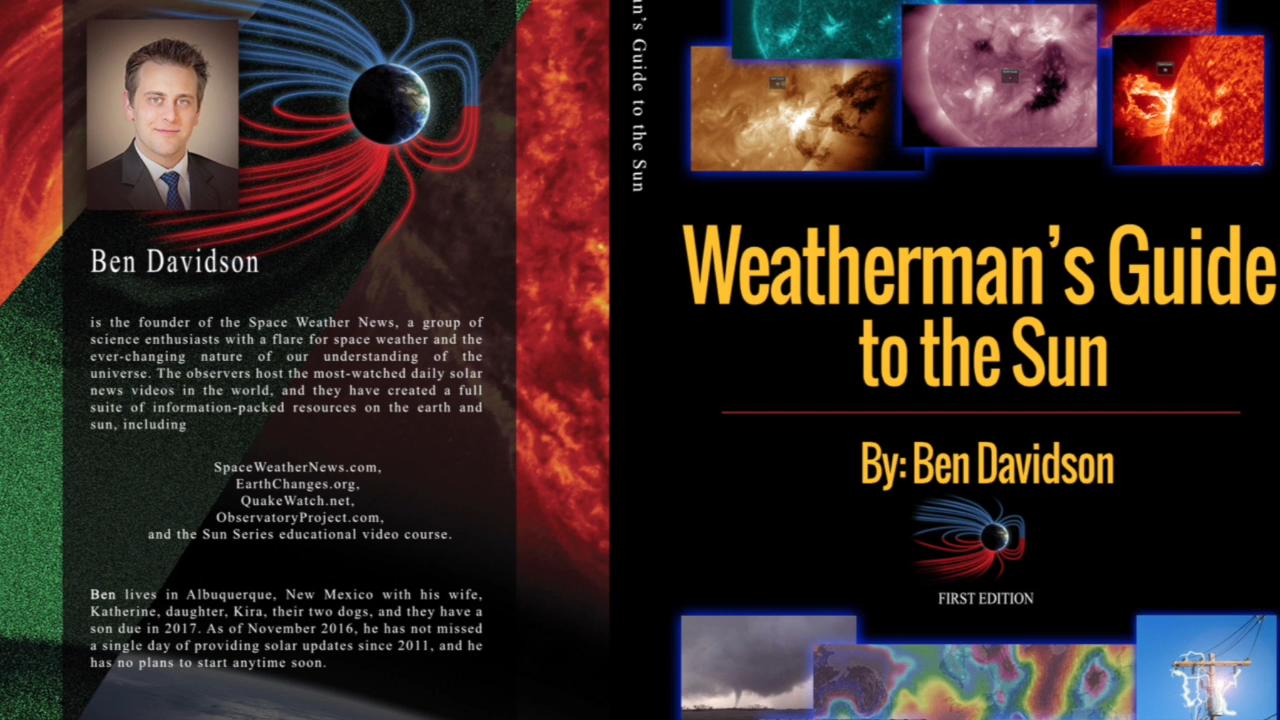 Ben Davidson
is the founder of the Space Weather News, a group of
science enthusiasts with a flare for space weather and the
ever-changing nature of our understanding of the
universe. The observers host the most-watched daily solar
news videos in the world, and they have created a full
suite of information-packed resources on the earth and
sun, including
SpaceWeatherNews.com,
EarthChanges.org,
QuakeWatch.net,
ObservatoryProject.com,
and the Sun Series educational video course.
Ben lives in Albuquerque, New Mexico with his wife,
Katherine, daughter, Kira, their two dogs, and they have a
son due in 2017. As of November 2016, he has not missed
a single day of providing solar updates since 2011, and he
has no plans to start anytime soon.
Guide to the Sun
Weatherman's Guide
to the Sun
By: Ben Davidson
FIRST EDITION